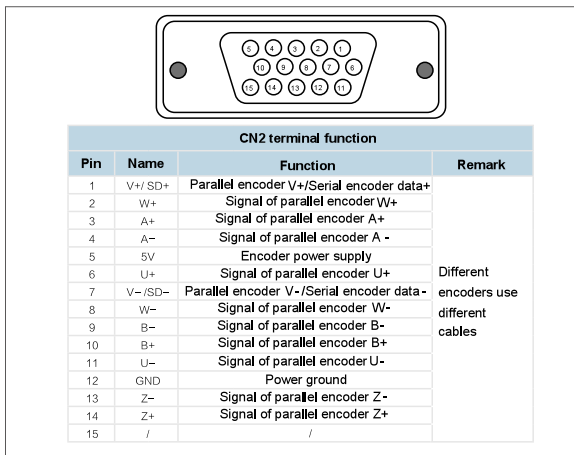 5 4 3 2 1
10 9 8 7 6
15 14 13 12 11
CN2 terminal function
Pin Name Function Remark
1 V+/ SD+ Parallel encoder V+/Serial encoder data+
2 W+ Signal of parallel encoder W+
3 A+ Signal of parallel encoder A+
4 A− Signal of parallel encoder A -
5 5V Encoder power supply
6 U+ Signal of parallel encoder U+
7 V−/SD− Parallel encoder V-/Serial encoder data-
8 W− Signal of parallel encoder W-
9 B− Signal of parallel encoder B-
10 B+ Signal of parallel encoder B+
11 U− Signal of parallel encoder U-
12 GND Power ground
13 Z− Signal of parallel encoder Z-
14 Z+ Signal of parallel encoder Z+
15 / /
Different
encoders use
different
cables